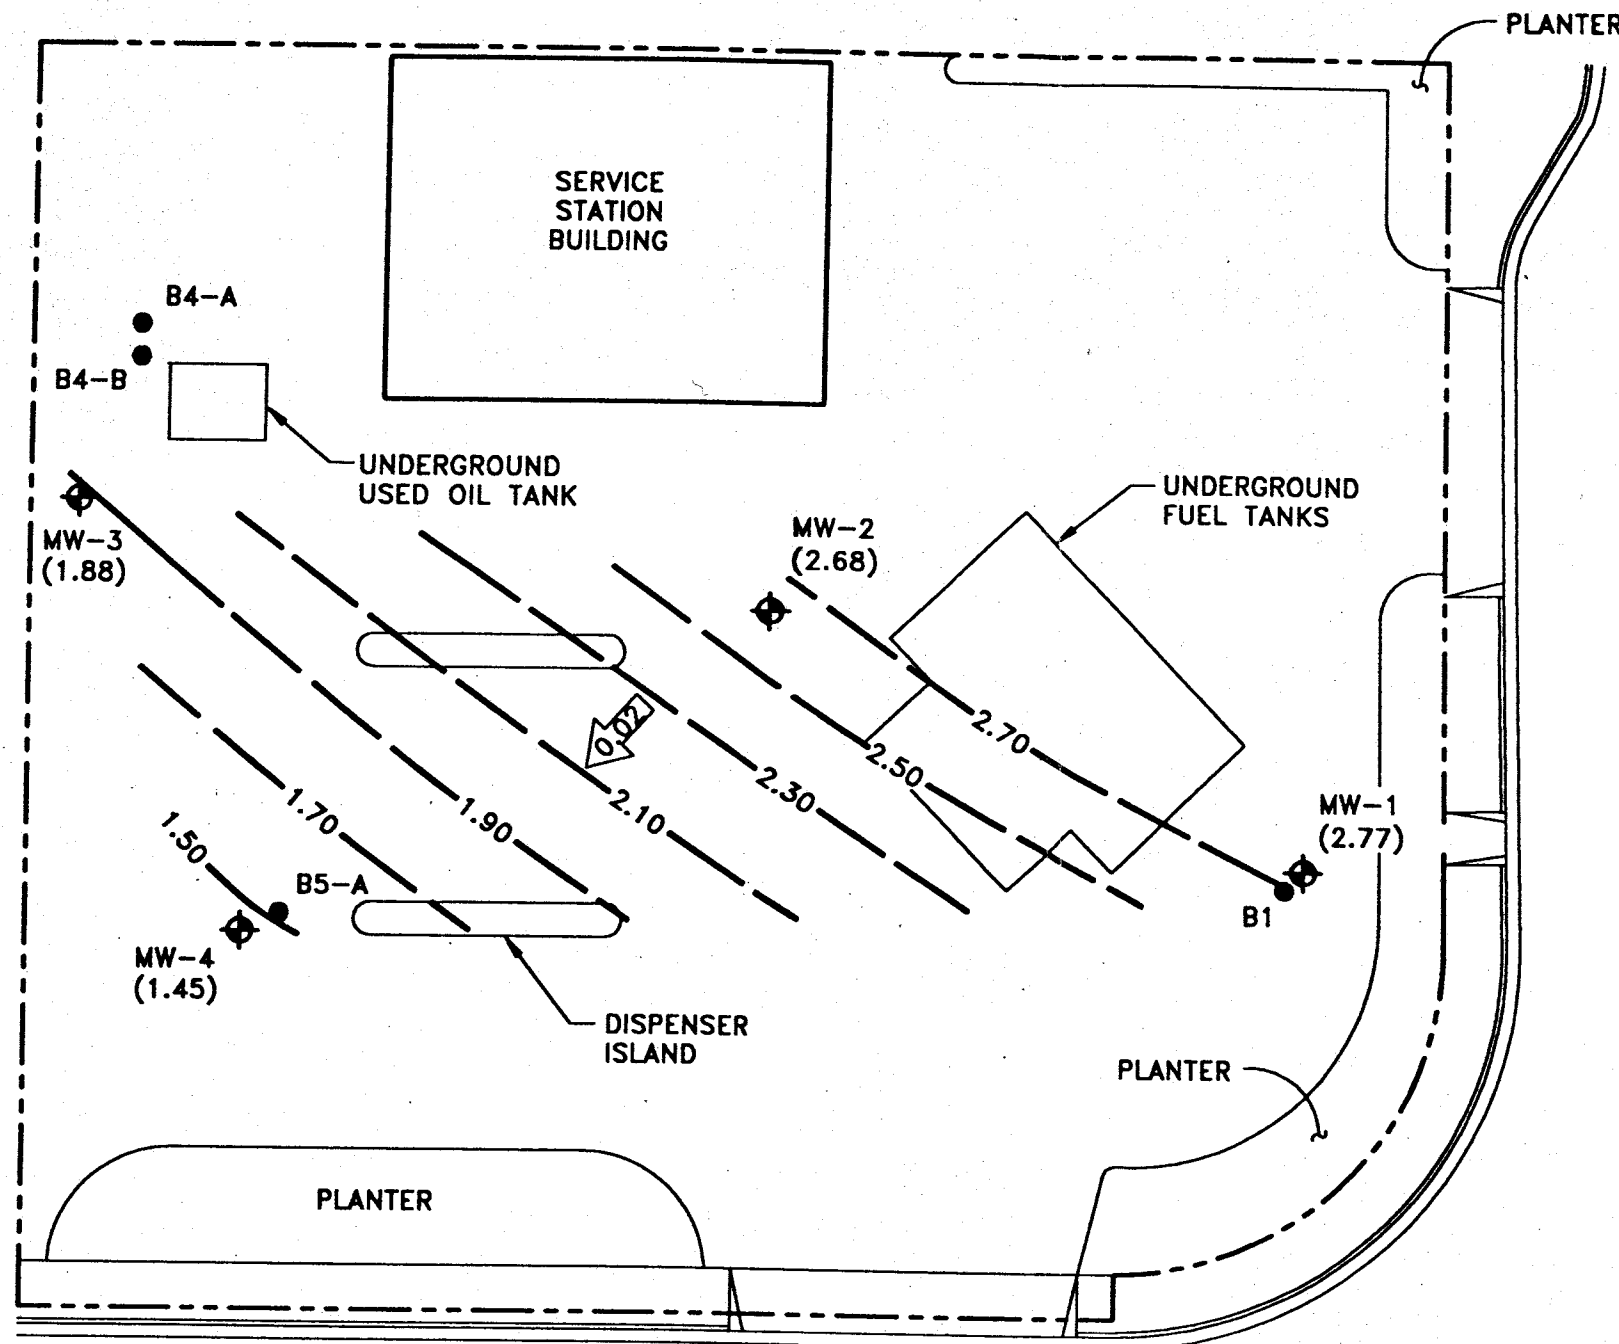 PLANTER
SERVICE
STATION
BUILDING
B4-A
B4-B
UNDERGROUND
USED OIL TANK
UNDERGROUND
FUEL TANKS
MW-2
(2.68)
MW-3
(1.88)
0.02
2.70
2.50
2.30
2.10
1.90
1.70
1.50
MW-1
(2.77)
B5-A
B1
MW-4
(1.45)
DISPENSER
ISLAND
PLANTER
PLANTER